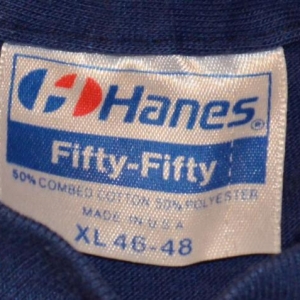 Hanes®
Fifty-Fifty
50% COMBED COTTON 50% POLYESTER
MADE IN U.S.A
XL 46-48